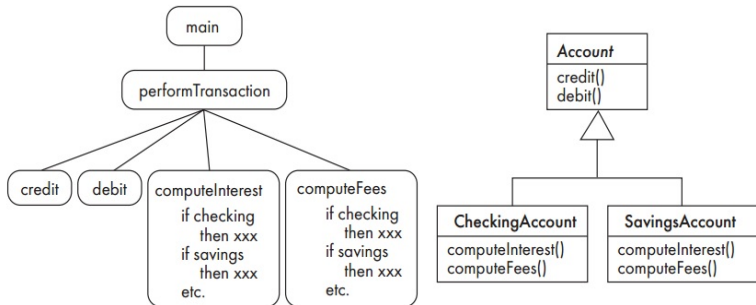 main
performTransaction
credit
debit
computeInterest
if checking
then xxx
if savings
then xxx
etc.
computeFees
if checking
then xxx
if savings
then xxx
etc.
Account
credit()
debit()
CheckingAccount
computeInterest()
computeFees()
SavingsAccount
computeInterest()
computeFees()